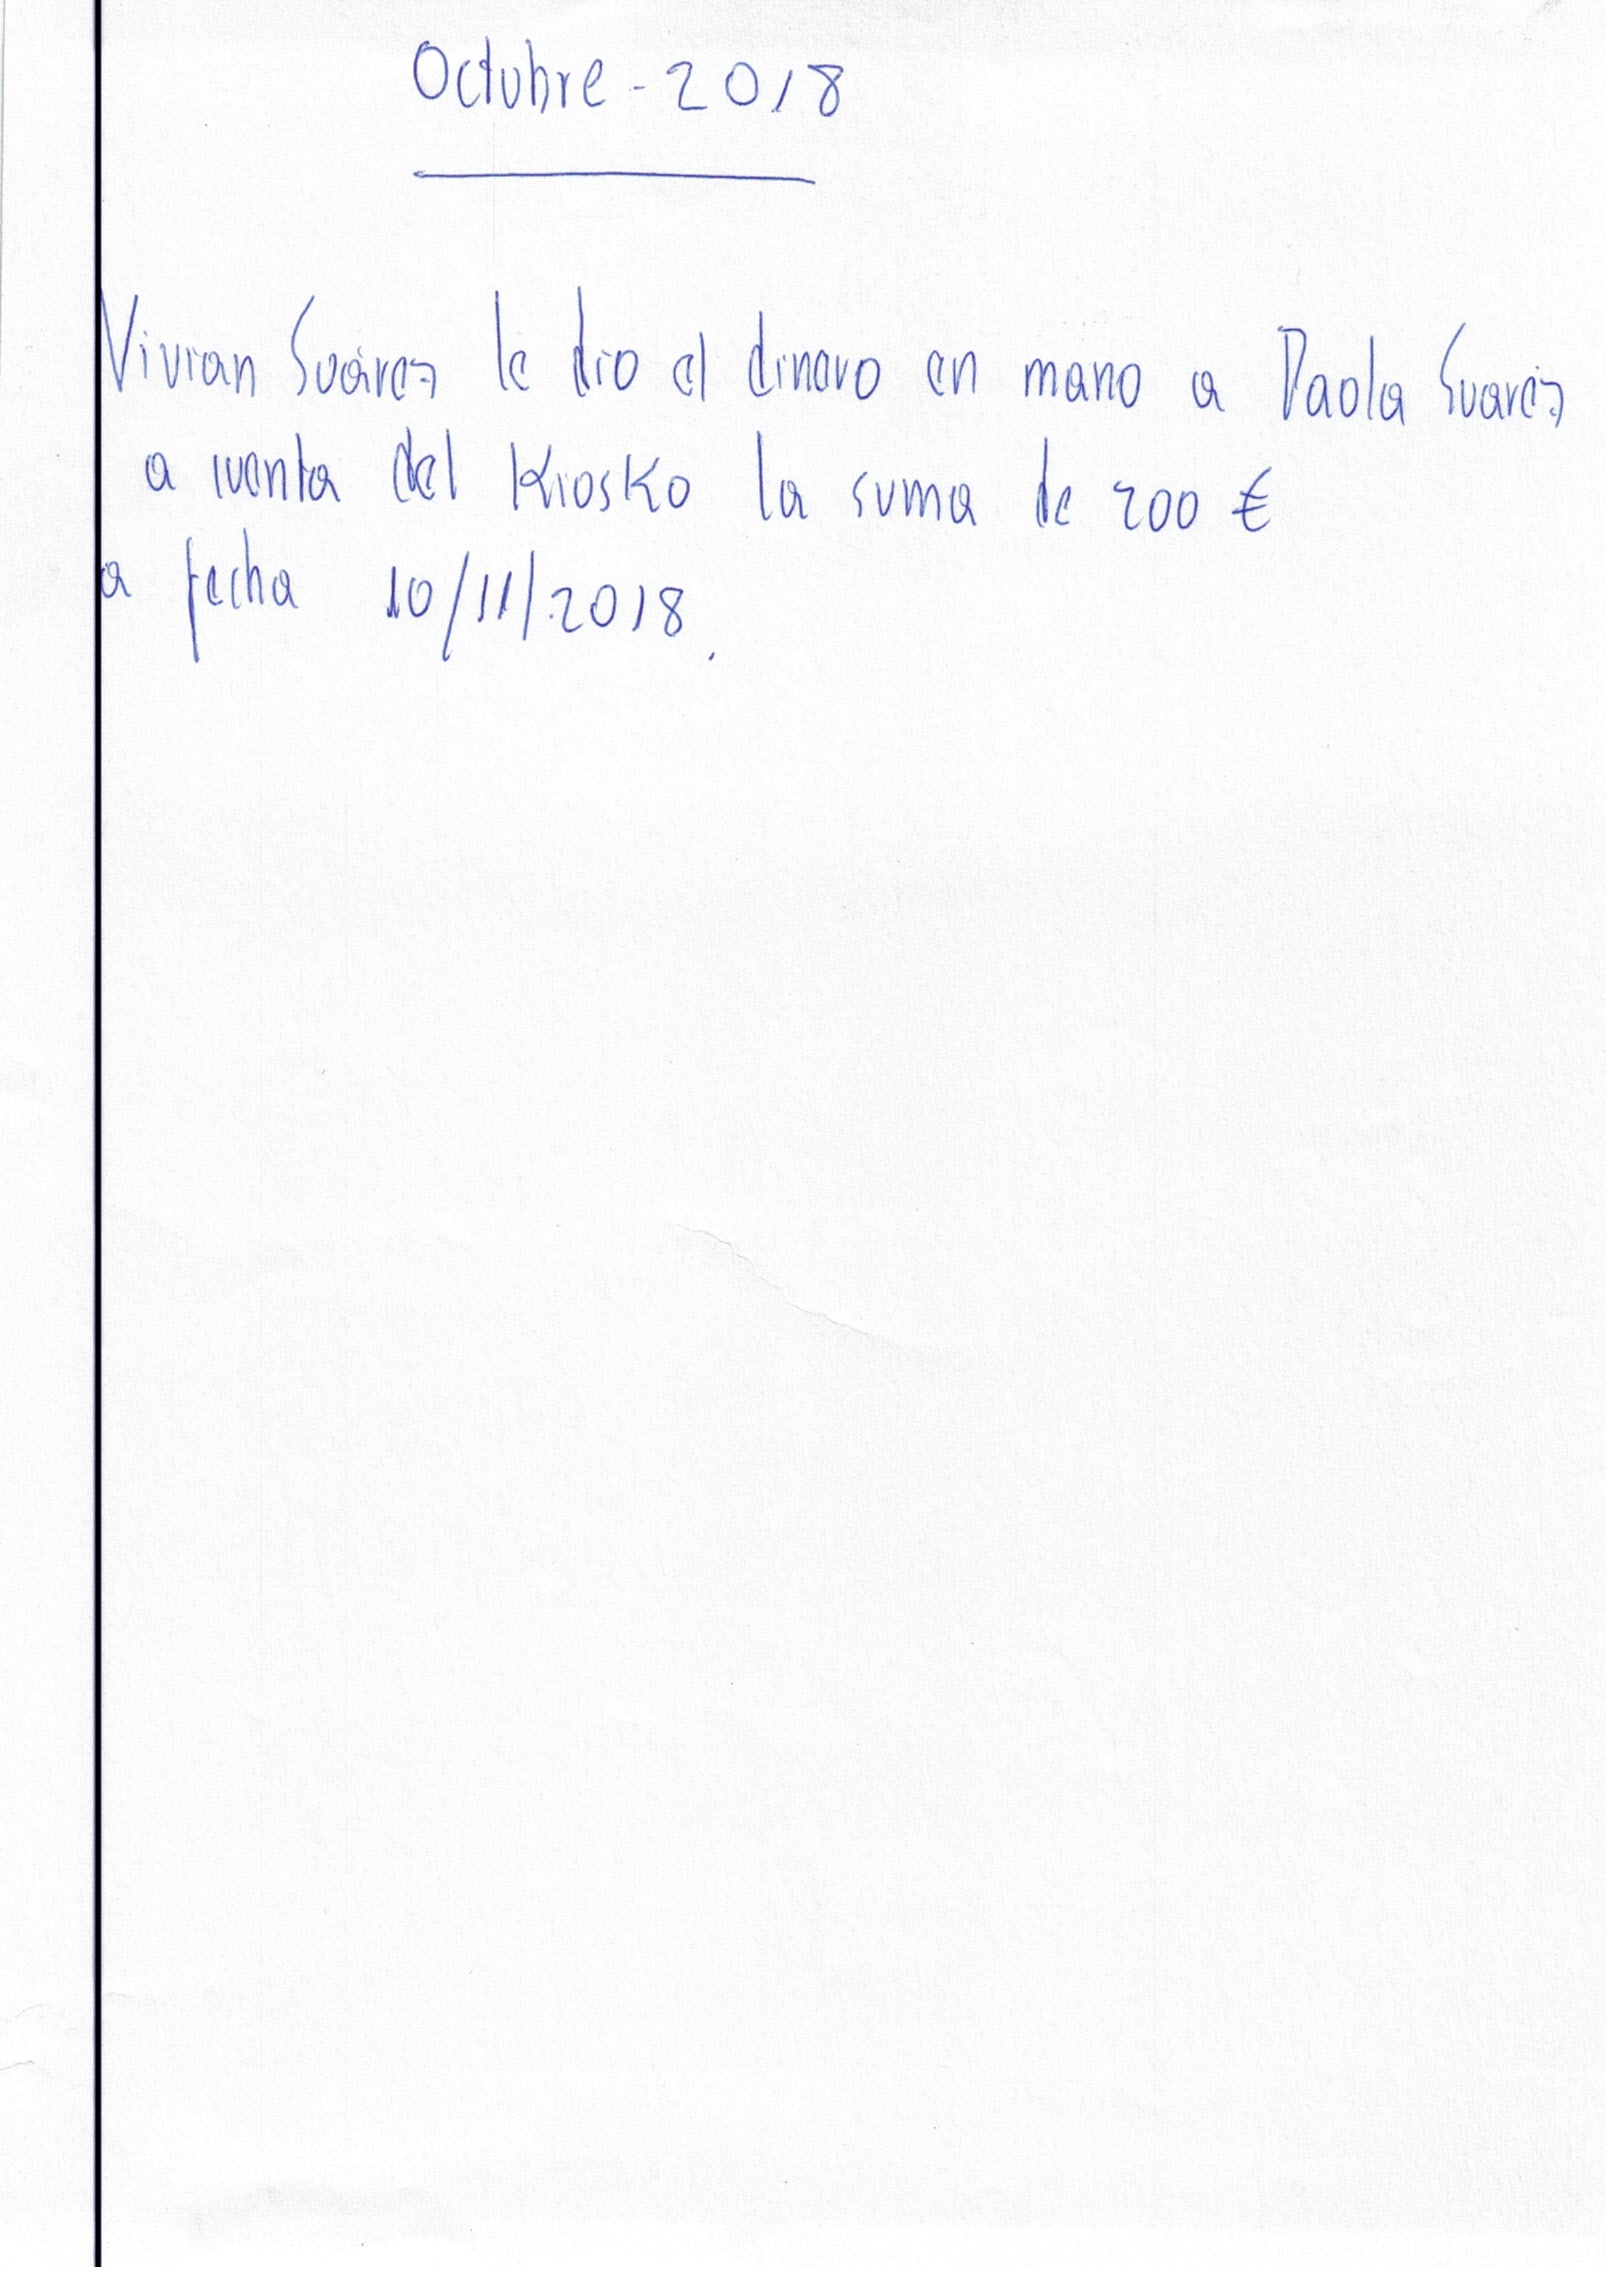 Octubre - 2018
Vivian Suárez le dio el dinero en mano a Paola Suarez
a cuenta del Kiosko la suma de 200 €
a fecha 10/11/2018.